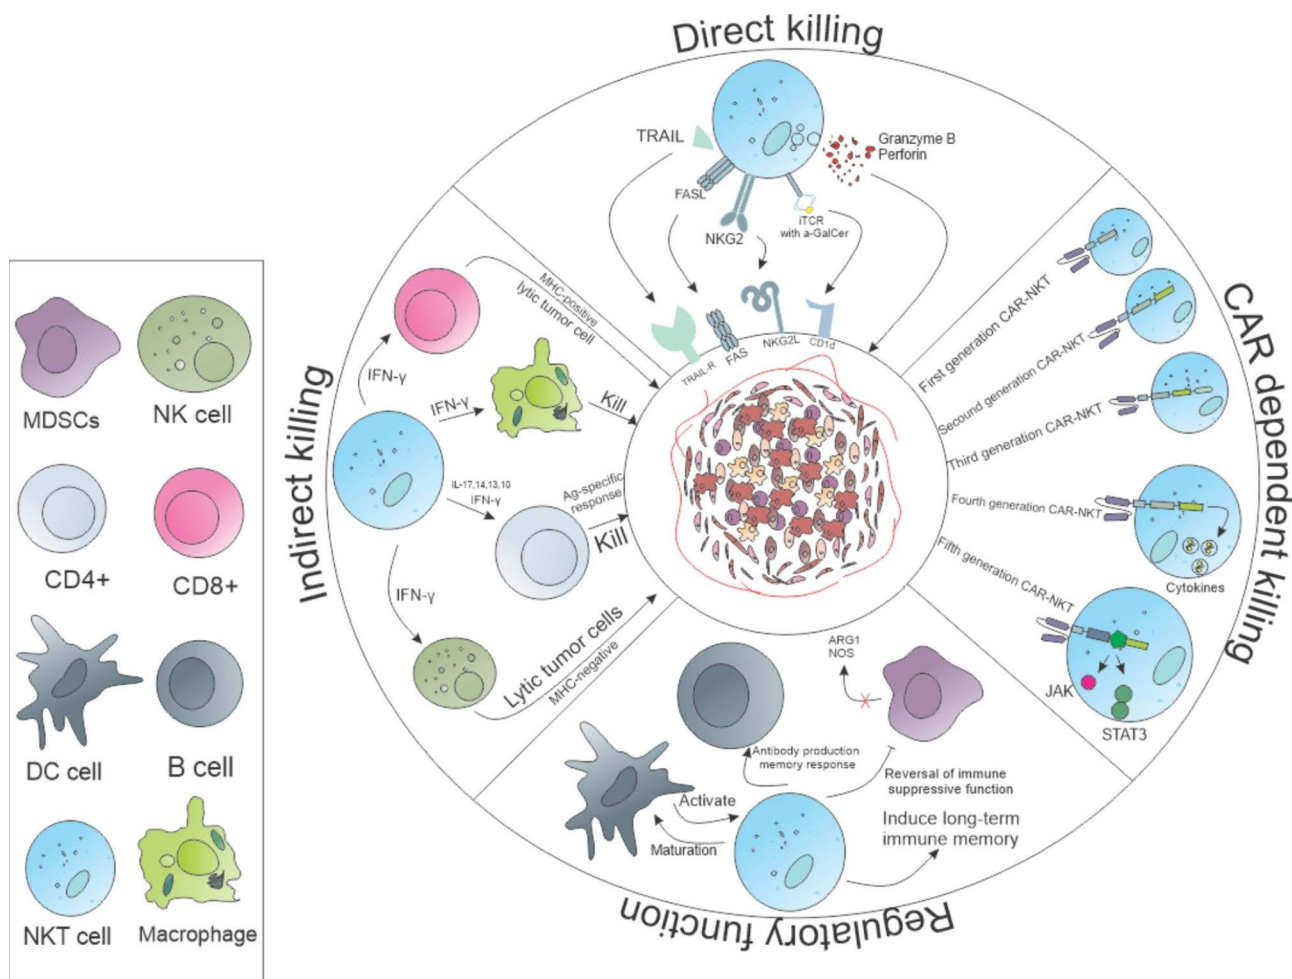 MDSCs
NK cell
CD4+
CD8+
DC cell
B cell
NKT cell
Macrophage
Direct killing
TRAIL
FASL
NKG2
iTCR
with a-GalCer
Granzyme B
Perforin
TRAIL-R
FAS
NKG2L
CD1d
CAR dependent killing
First generation CAR-NKT
Secound generation CAR-NKT
Third generation CAR-NKT
Fourth generation CAR-NKT
Cytokines
Fifth generation CAR-NKT
JAK
STAT3
Indirect killing
IFN-γ
MHC-positive
lytic tumor cell
IFN-γ
Kill
IL-17,14,13,10
IFN-γ
Ag-specific
response
Kill
IFN-γ
Lytic tumor cells
MHC-negative
Regulatory function
ARG1
NOS
Antibody production
memory response
Reversal of immune
suppressive function
Activate
Maturation
Induce long-term
immune memory